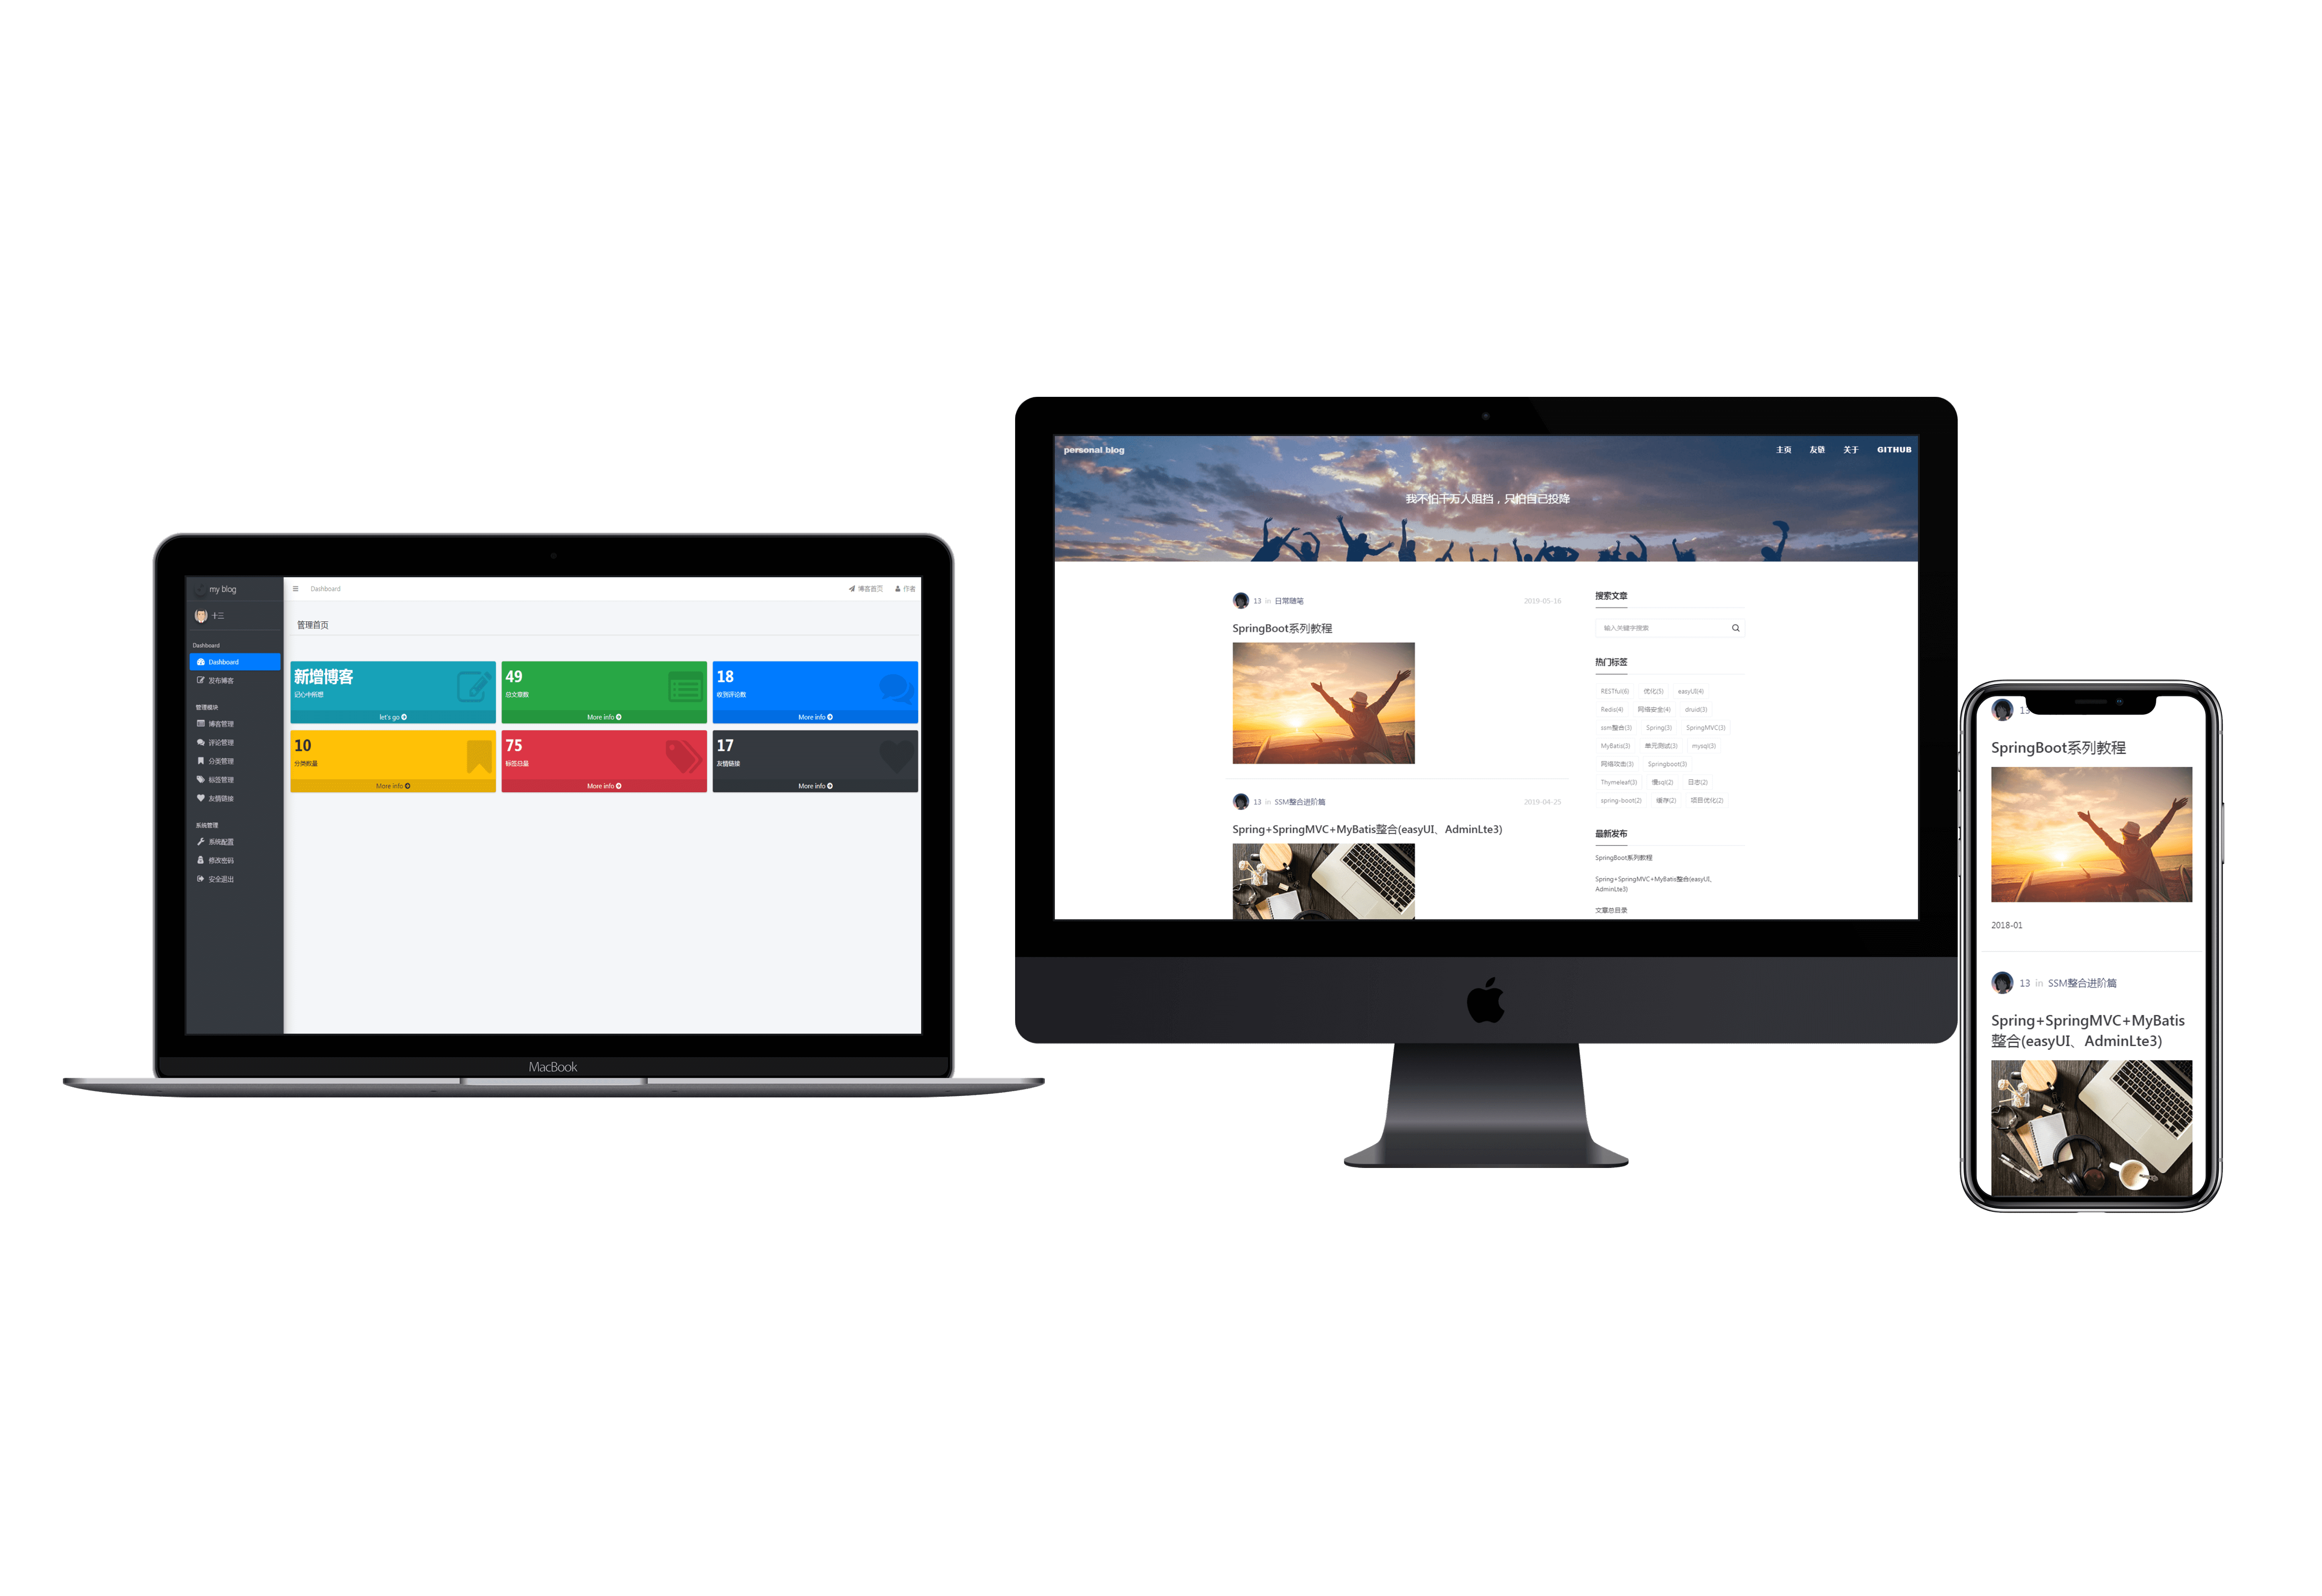 my blog
十三
Dashboard
Dashboard
发布博客
管理模块
博客管理
评论管理
分类管理
标签管理
友情链接
系统管理
系统配置
修改密码
安全退出
Dashboard
博客首页
作者
管理首页
新增博客
记心中所想
let's go
49
总文章数
More info
18
收到评论数
More info
10
分类数量
More info
75
标签总量
More info
17
友情链接
More info
MacBook
personal blog
主页 友链 关于 GITHUB
我不怕千万人阻挡，只怕自己投降
13 in 日常随笔 2019-05-16
SpringBoot系列教程
13 in SSM整合进阶篇 2019-04-25
Spring+SpringMVC+MyBatis整合(easyUI、AdminLte3)
搜索文章
输入关键字搜索
热门标签
RESTful(6) 优化(5) easyUI(4)
Redis(4) 网络安全(4) druid(3)
ssm整合(3) Spring(3) SpringMVC(3)
MyBatis(3) 单元测试(3) mysql(3)
网络攻击(3) Springboot(3)
Thymeleaf(3) 慢sql(2) 日志(2)
spring-boot(2) 缓存(2) 项目优化(2)
最新发布
SpringBoot系列教程
Spring+SpringMVC+MyBatis整合(easyUI、
AdminLte3)
文章总目录
13
SpringBoot系列教程
2018-01
13 in SSM整合进阶篇
Spring+SpringMVC+MyBatis
整合(easyUI、AdminLte3)